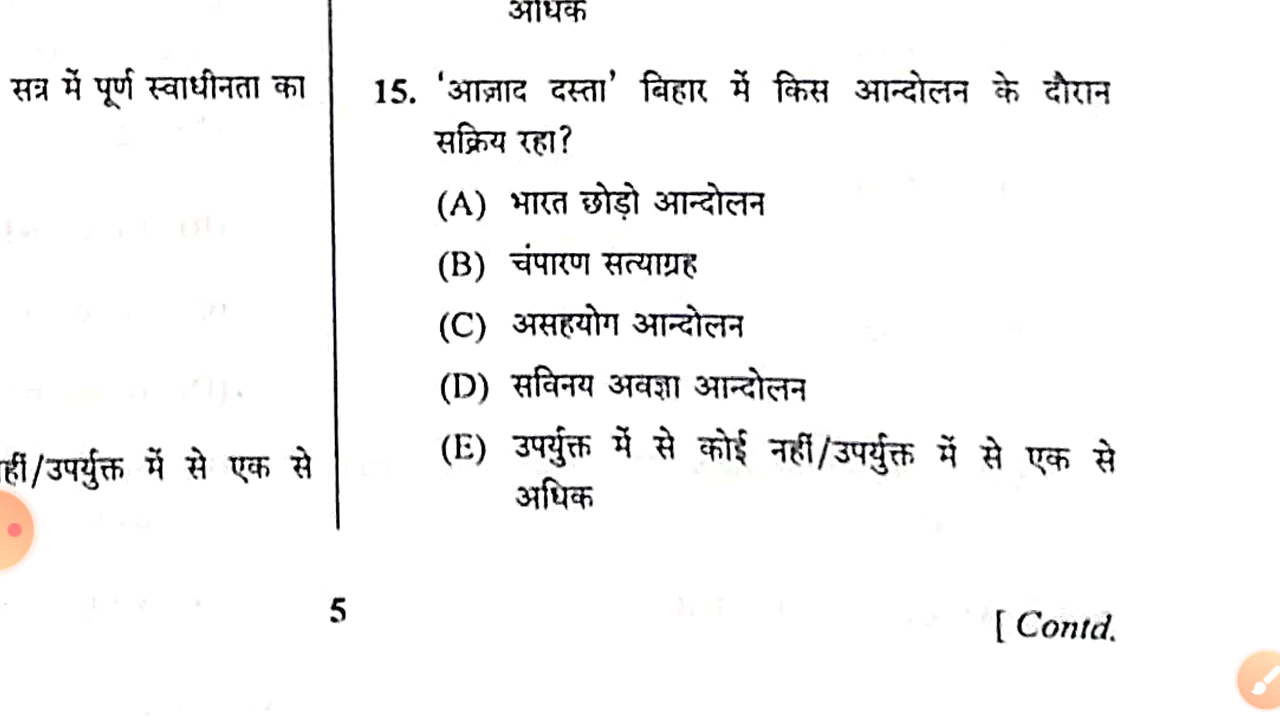 अधिक
सत्र में पूर्ण स्वाधीनता का
15. 'आज़ाद दस्ता' बिहार में किस आन्दोलन के दौरान
सक्रिय रहा?
(A) भारत छोड़ो आन्दोलन
(B) चंपारण सत्याग्रह
(C) असहयोग आन्दोलन
(D) सविनय अवज्ञा आन्दोलन
(E) उपर्युक्त में से कोई नहीं/उपर्युक्त में से एक से
अधिक
हीं/उपर्युक्त में से एक से
5
[ Contd.